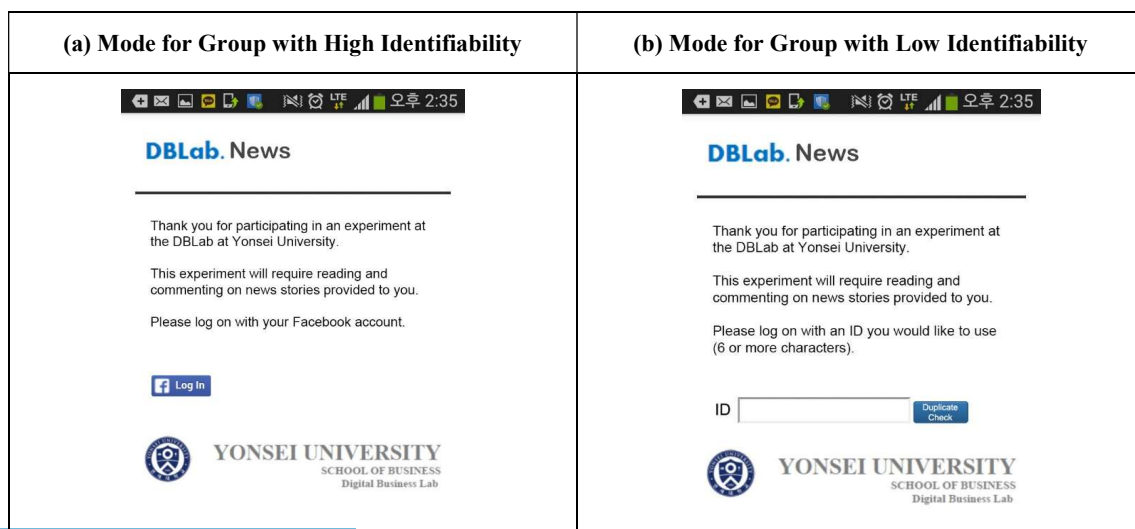 (a) Mode for Group with High Identifiability
LTE 오후 2:35
DBLab. News
Thank you for participating in an experiment at
the DBLab at Yonsei University.
This experiment will require reading and
commenting on news stories provided to you.
Please log on with your Facebook account.
f Log In
YONSEI UNIVERSITY
SCHOOL OF BUSINESS
Digital Business Lab
(b) Mode for Group with Low Identifiability
LTE 오후 2:35
DBLab. News
Thank you for participating in an experiment at
the DBLab at Yonsei University.
This experiment will require reading and
commenting on news stories provided to you.
Please log on with an ID you would like to use
(6 or more characters).
ID
Duplicate
Check
YONSEI UNIVERSITY
SCHOOL OF BUSINESS
Digital Business Lab